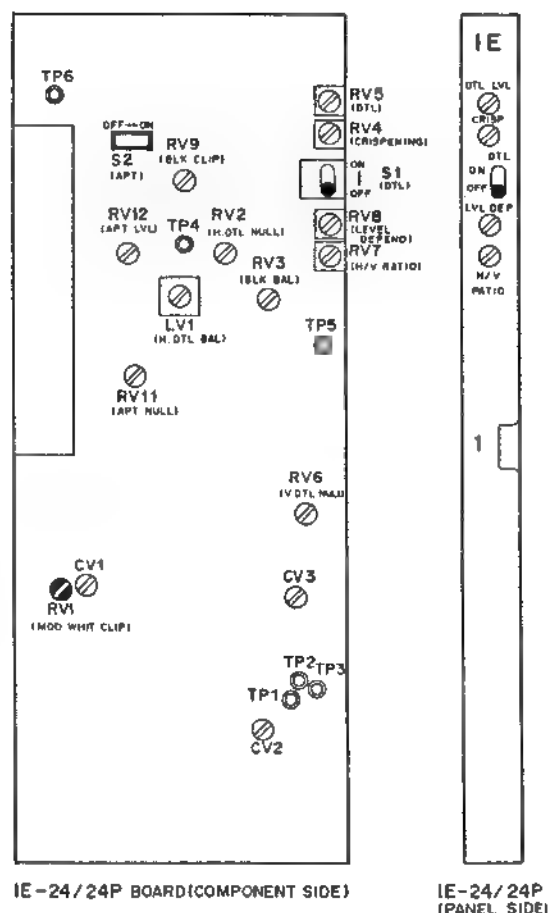 TP6
OFF↔ON
S2
(APT)
RV9
(BLK CLIP)
RV5
(DTL)
RV4
(CRISPENING)
ON
OFF
S1
(DTL)
RV12
(APT LVL)
TP4
RV2
(H.DTL NULL)
RV8
(LEVEL
DEPEND)
RV7
(H/V RATIO)
RV3
(BLK BAL)
LV1
(H.DTL BAL)
TP5
RV11
(APT NULL)
RV6
(V DTL NULL)
CV1
RV1
(MOD WHIT CLIP)
CV3
TP2
TP3
TP1
CV2
IE-24/24P BOARD(COMPONENT SIDE)
IE
DTL LVL
CRISP
DTL
ON
OFF
LVL DEP
H/V
RATIO
1
IE-24/24P
(PANEL SIDE)